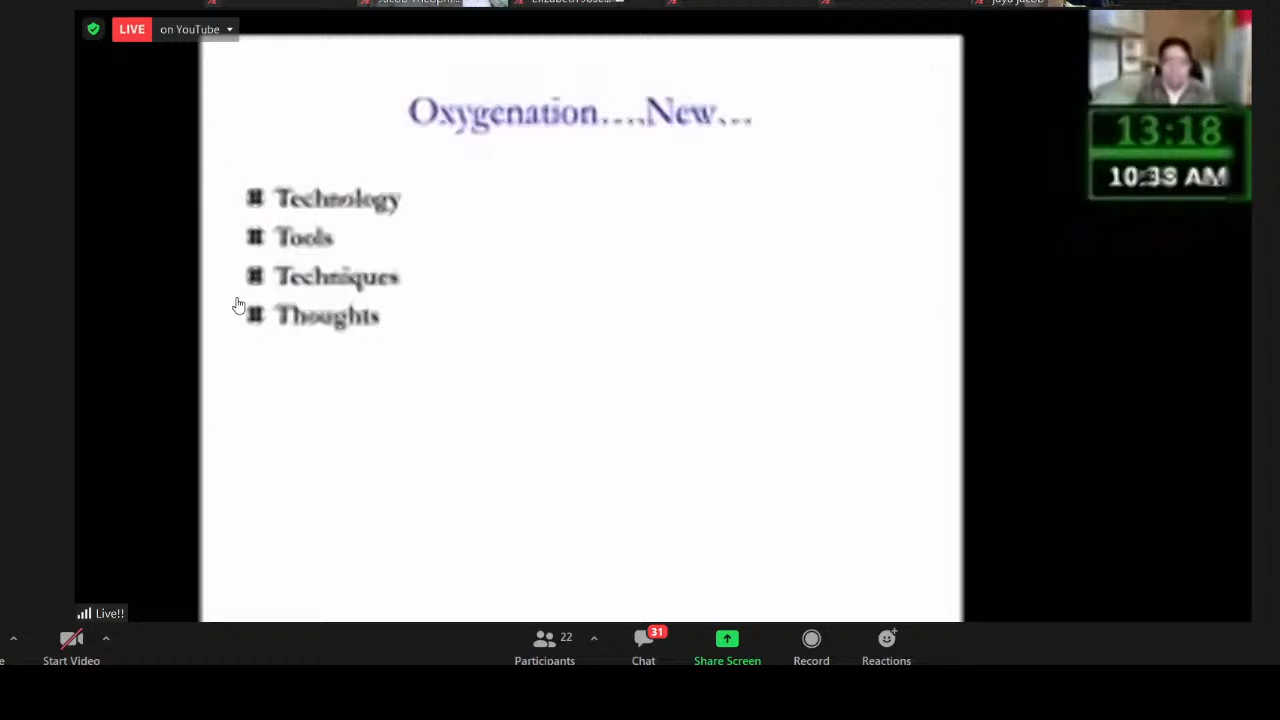 LIVE on YouTube
Oxygenation....New...
Technology
Tools
Techniques
Thoughts
13:18
10:38 AM
Live!!
Start Video
Participants
22
Chat
31
Share Screen
Record
Reactions